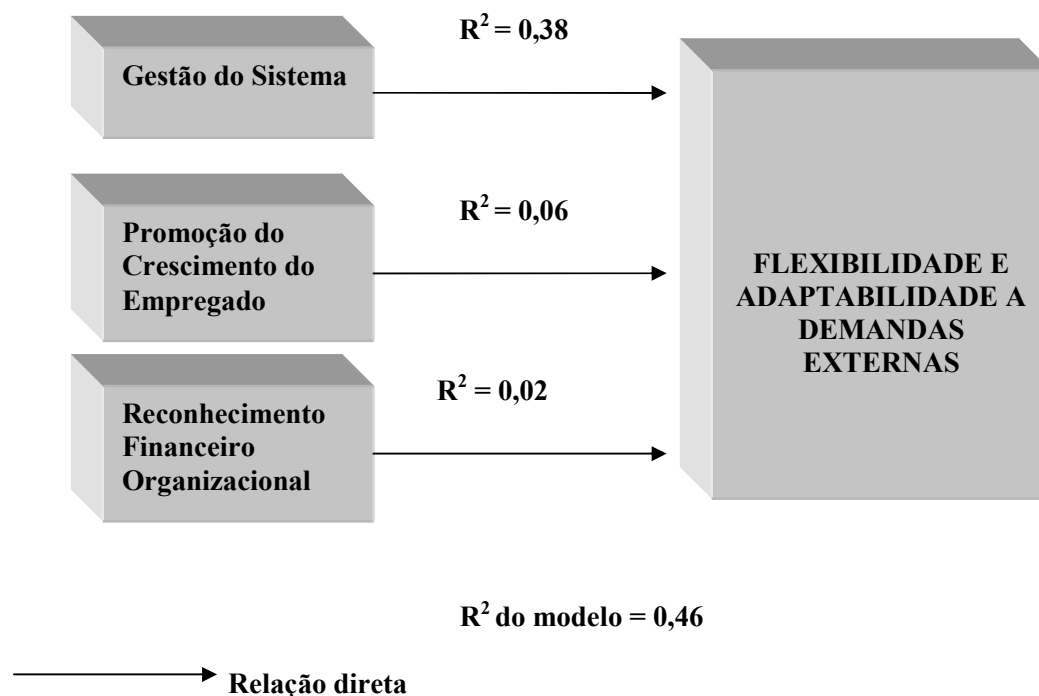 R² = 0,38
Gestão do Sistema
R² = 0,06
Promoção do
Crescimento do
Empregado
FLEXIBILIDADE E
ADAPTABILIDADE A
DEMANDAS
EXTERNAS
R² = 0,02
Reconhecimento
Financeiro
Organizacional
R² do modelo = 0,46
Relação direta